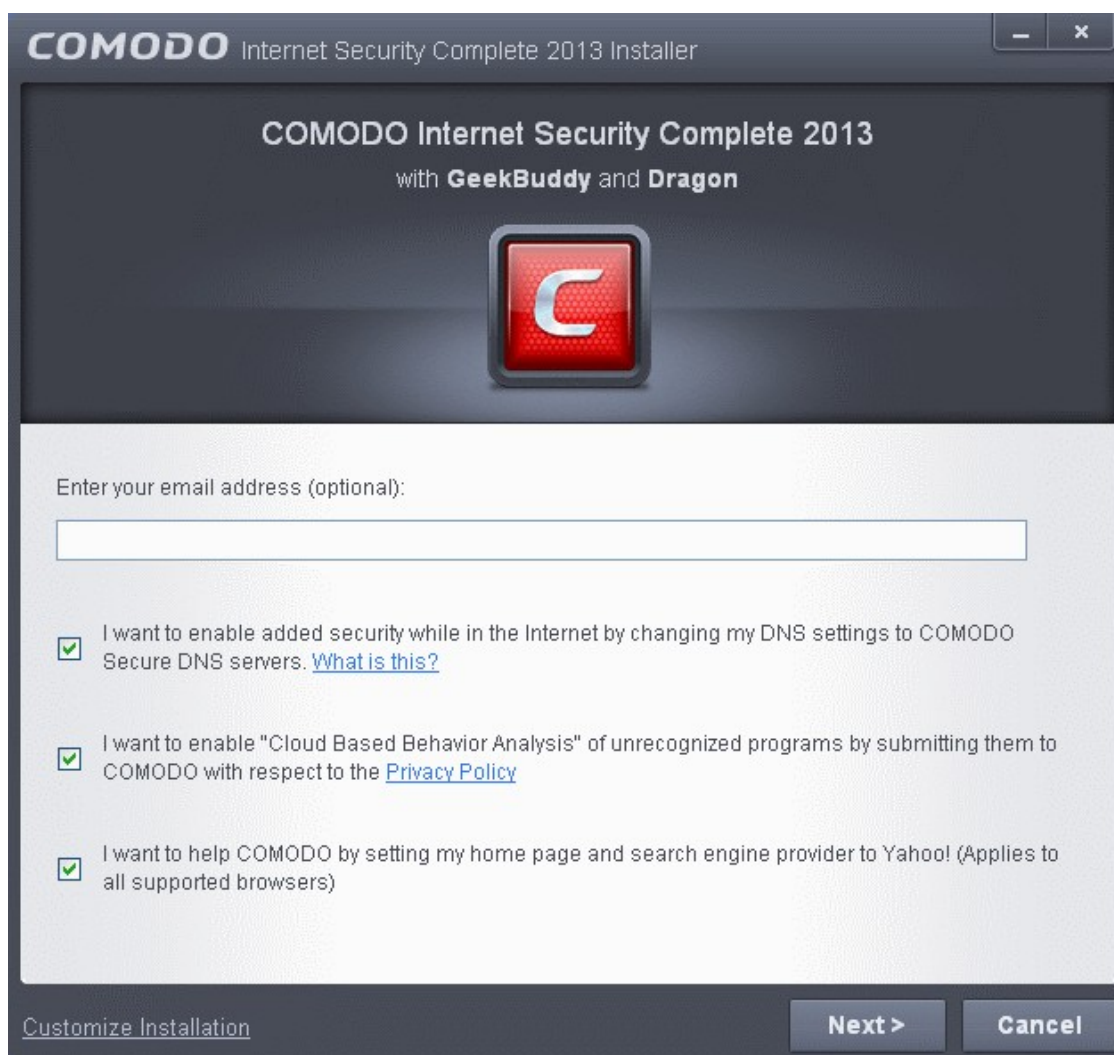 COMODO Internet Security Complete 2013 Installer
COMODO Internet Security Complete 2013
with GeekBuddy and Dragon
C
Enter your email address (optional):
I want to enable added security while in the Internet by changing my DNS settings to COMODO
Secure DNS servers. What is this?
I want to enable "Cloud Based Behavior Analysis" of unrecognized programs by submitting them to
COMODO with respect to the Privacy Policy
I want to help COMODO by setting my home page and search engine provider to Yahoo! (Applies to
all supported browsers)
Customize Installation
Next >
Cancel